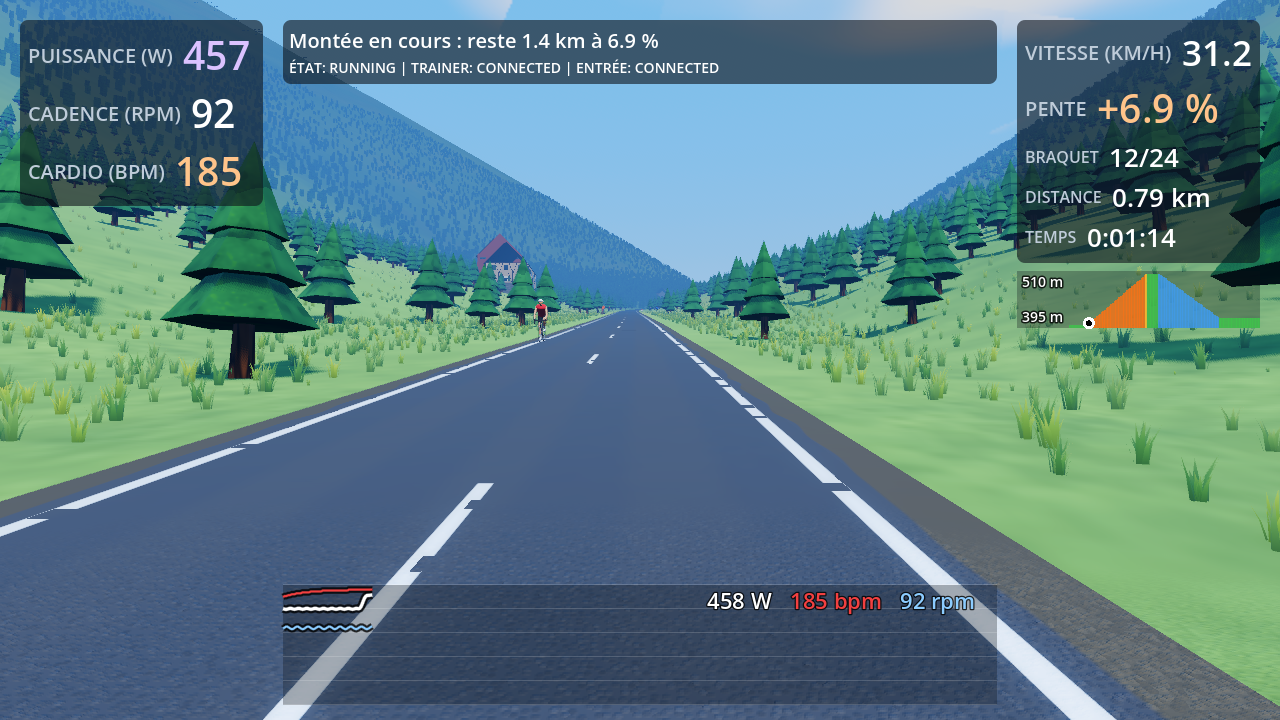 PUISSANCE (W) 457
CADENCE (RPM) 92
CARDIO (BPM) 185
Montée en cours : reste 1.4 km à 6.9 %
ÉTAT: RUNNING | TRAINER: CONNECTED | ENTRÉE: CONNECTED
VITESSE (KM/H) 31.2
PENTE +6.9 %
BRAQUET 12/24
DISTANCE 0.79 km
TEMPS 0:01:14
510 m
395 m
458 W 185 bpm 92 rpm